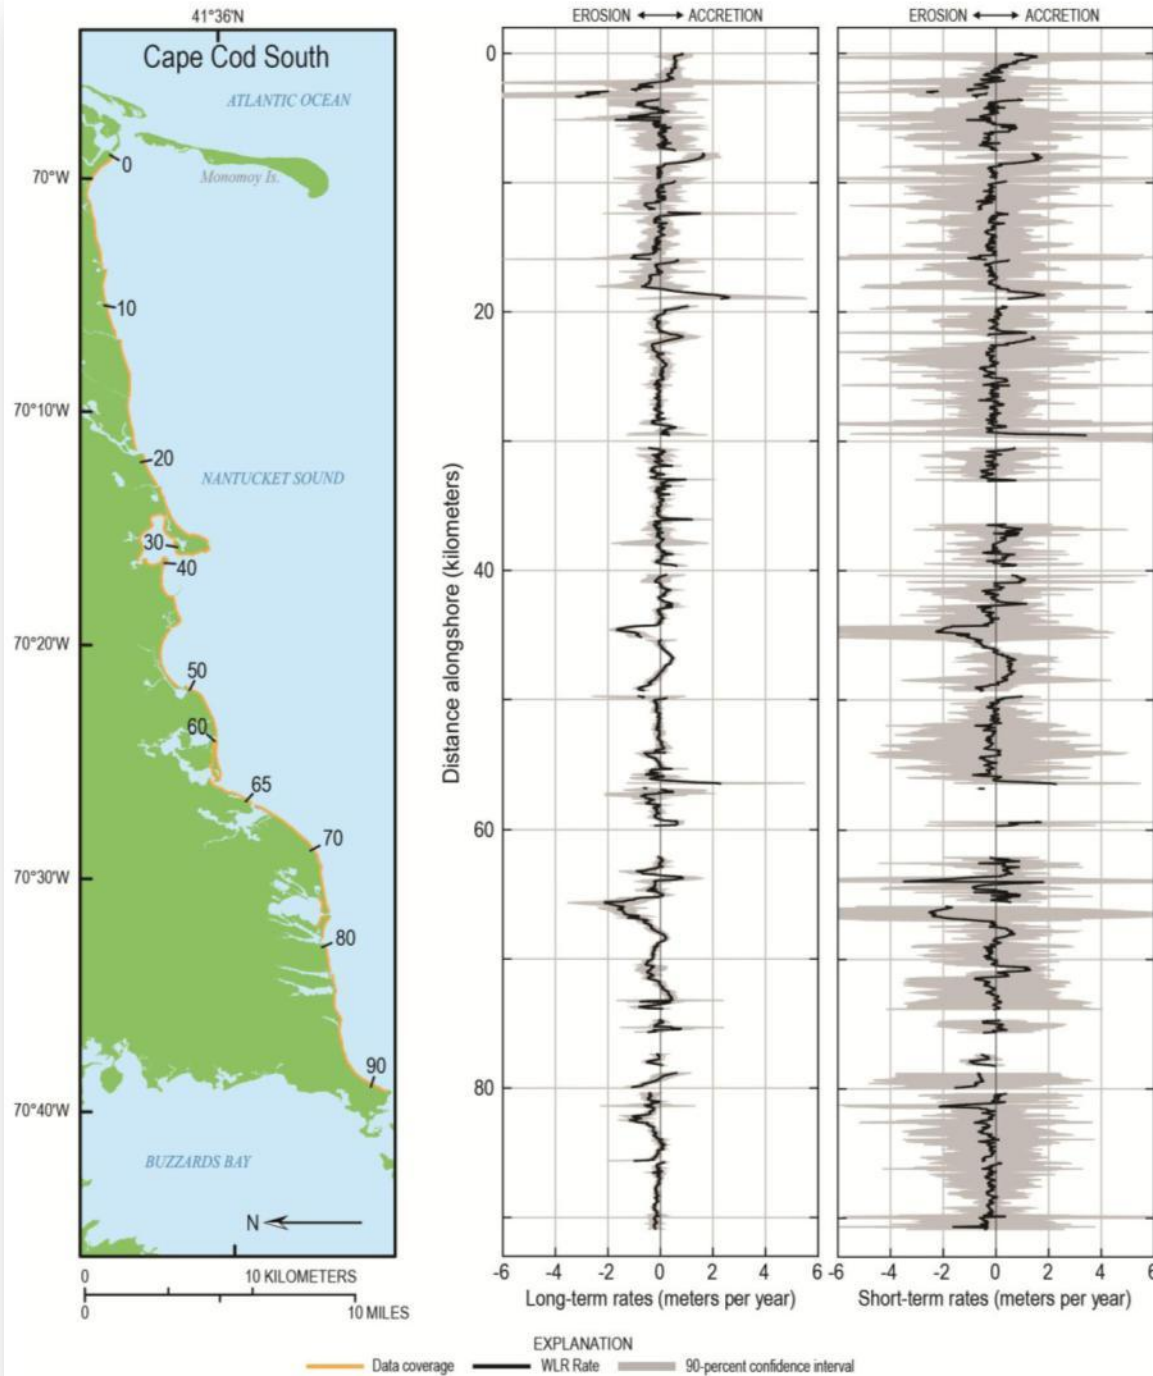 41°36'N
Cape Cod South
ATLANTIC OCEAN
0
70°W
Monomoy Is.
10
70°10'W
20
NANTUCKET SOUND
30
40
70°20'W
50
60
65
70
70°30'W
80
90
70°40'W
BUZZARDS BAY
N
0 10 KILOMETERS
0 10 MILES
EROSION ACCRETION
0
20
40
60
80
Distance alongshore (kilometers)
-6 -4 -2 0 2 4 6
Long-term rates (meters per year)
EROSION ACCRETION
-6 -4 -2 0 2 4 6
Short-term rates (meters per year)
EXPLANATION
Data coverage WLR Rate 90-percent confidence interval